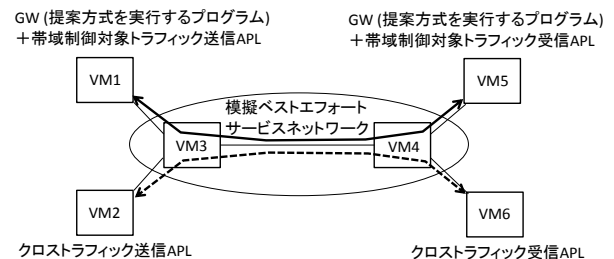 GW (提案方式を実行するプログラム)
＋帯域制御対象トラフィック送信APL
GW (提案方式を実行するプログラム)
＋帯域制御対象トラフィック受信APL
VM1
VM5
模擬ベストエフォート
サービスネットワーク
VM3
VM4
VM2
VM6
クロストラフィック送信APL
クロストラフィック受信APL